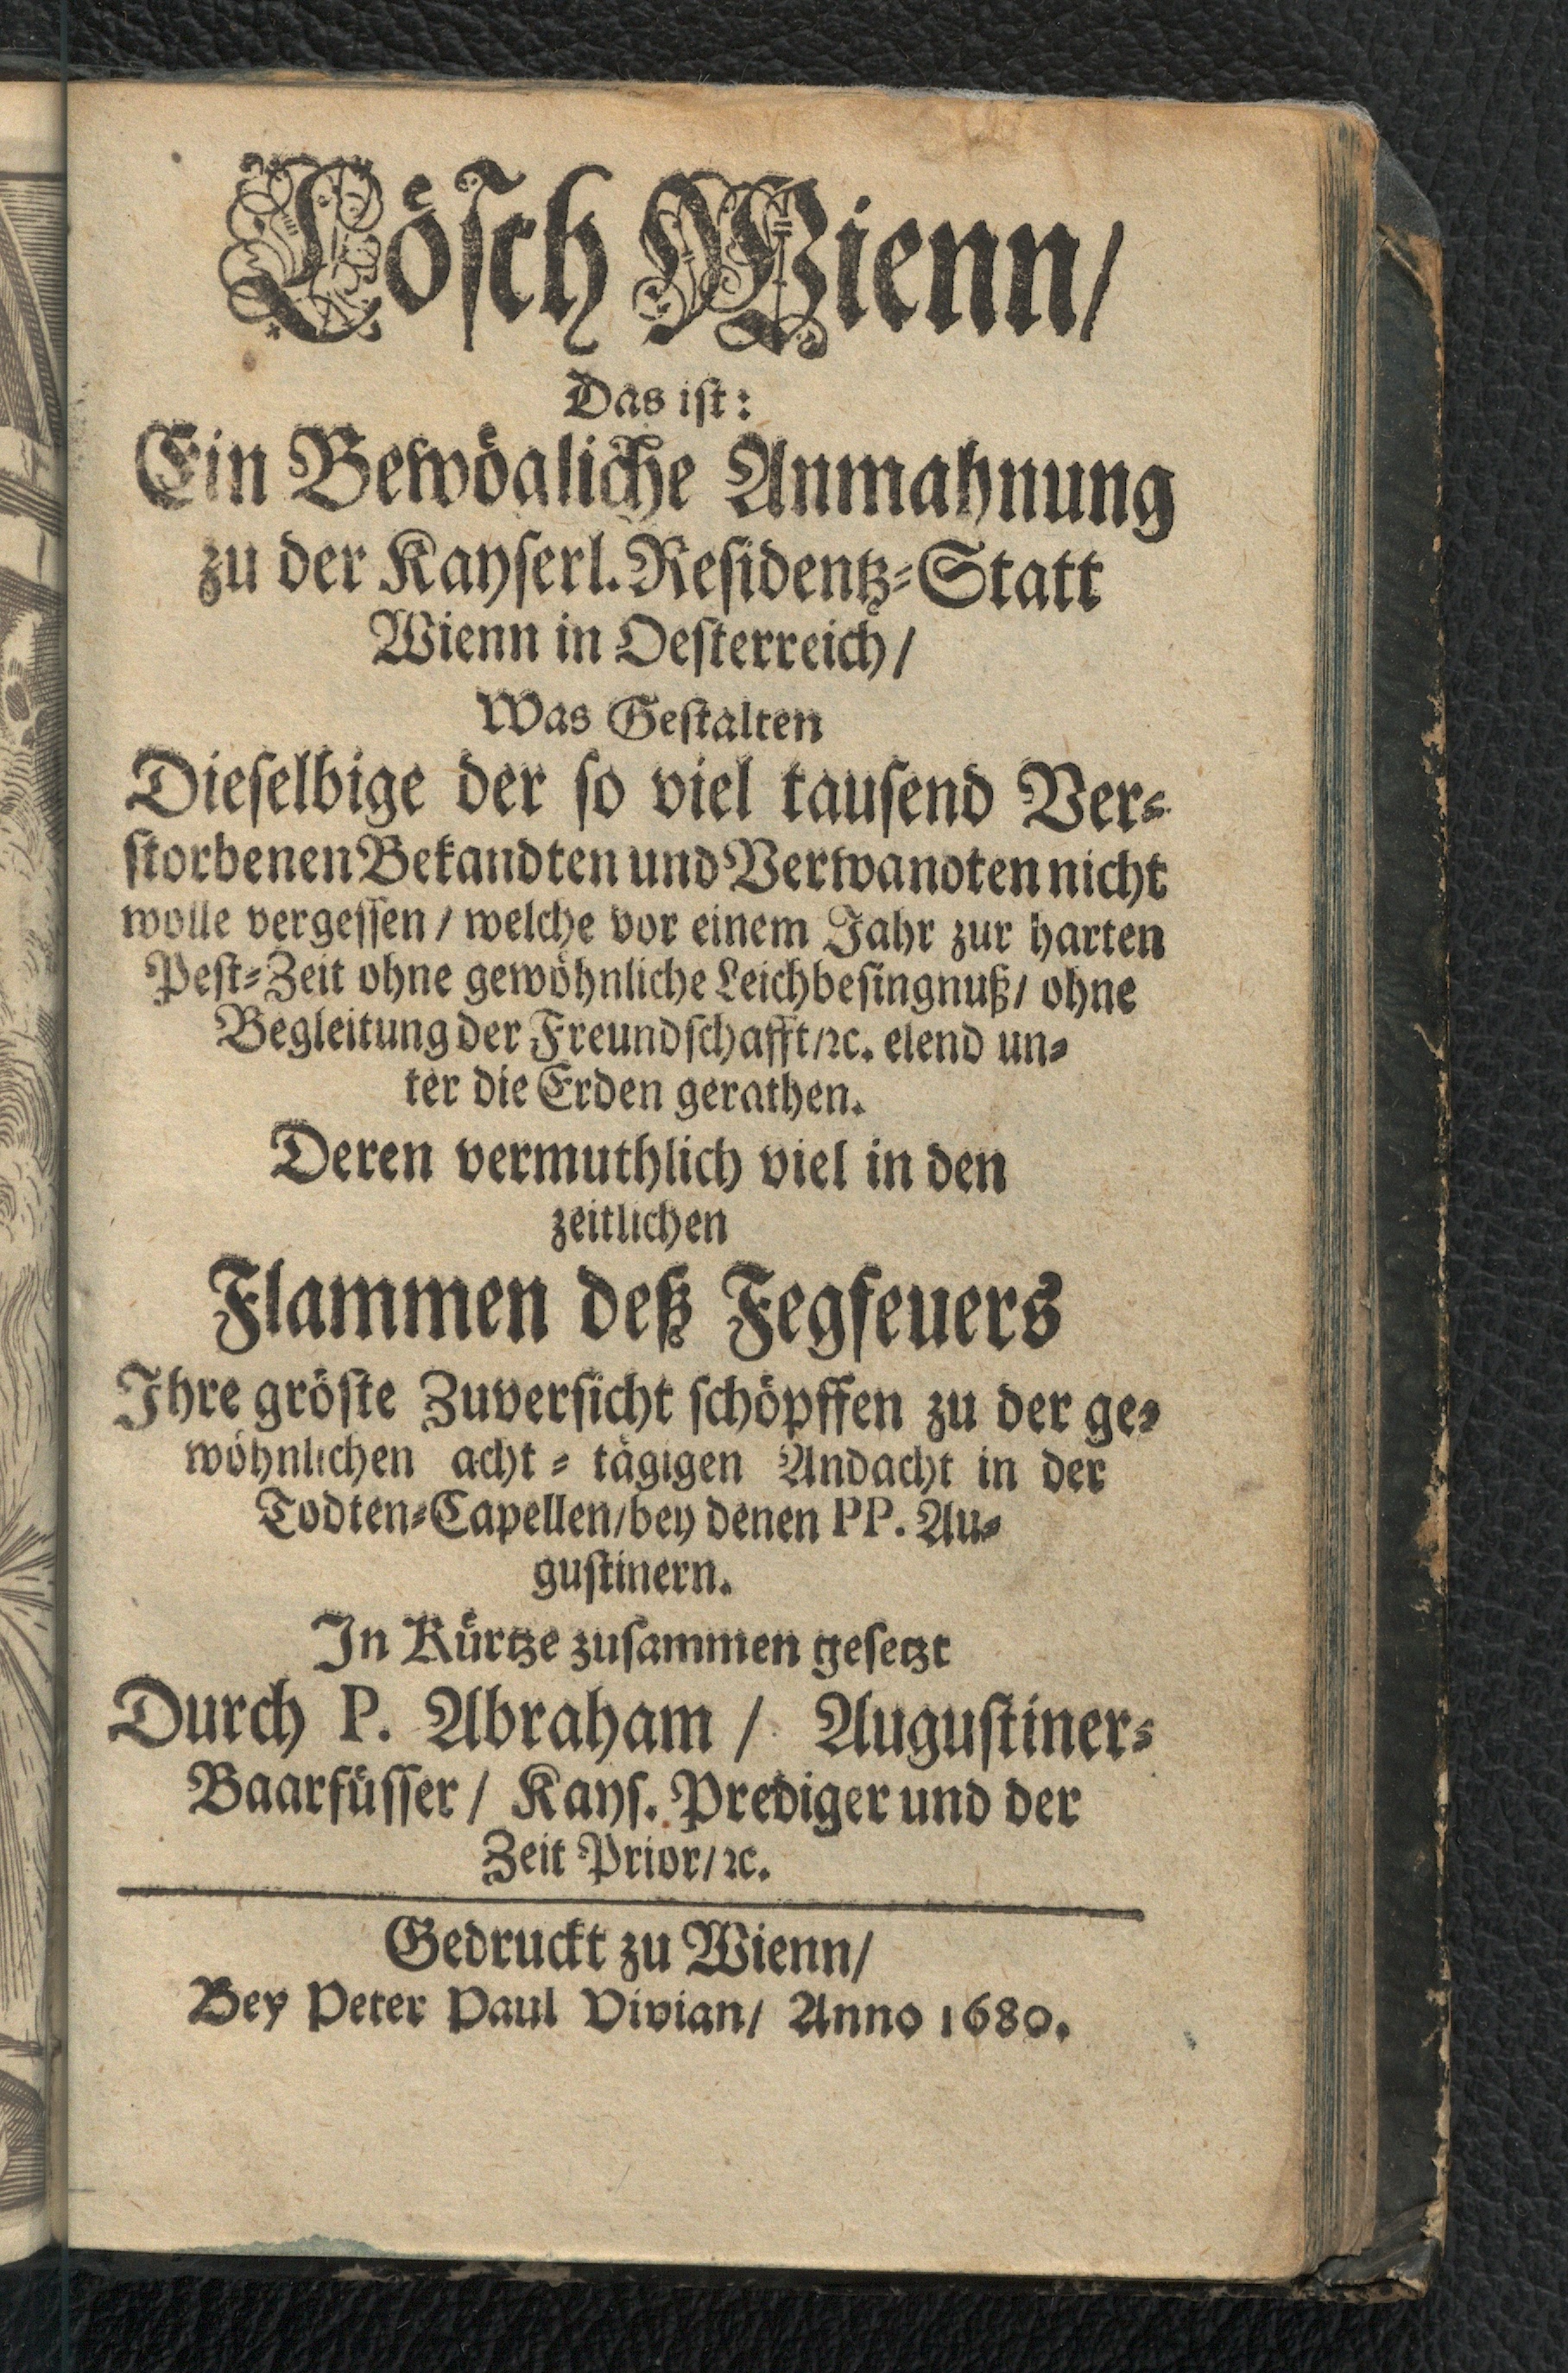 Löſch Wienn/
Das iſt:
Ein Bewögliche Anmahnung
zu der Kayſerl. Reſidentz-Statt
Wienn in Oeſterreich/
Was Geſtalten
Dieſelbige der ſo viel tauſend Ver-
ſtorbenen Bekandten und Verwandten nicht
wolle vergeſſen / welche vor einem Jahr zur harten
Peſt-Zeit ohne gewöhnliche Leichbeſingnuß/ ohne
Begleitung der Freundſchafft/ ꝛc. elend un-
ter die Erden gerathen.
Deren vermuthlich viel in den
zeitlichen
Flammen deß Fegfeuers
Ihre gröſte Zuverſicht ſchöpffen zu der ge-
wöhnlichen acht-tägigen Andacht in der
Todten-Capellen/bey denen PP. Au-
guſtinern.
In Kürtze zuſammen geſetzt
Durch P. Abraham / Auguſtiner-
Baarfüſſer/ Kayſ. Prediger und der
Zeit Prior/ ꝛc.
Gedruckt zu Wienn/
Bey Peter Paul Vivian/ Anno 1680.